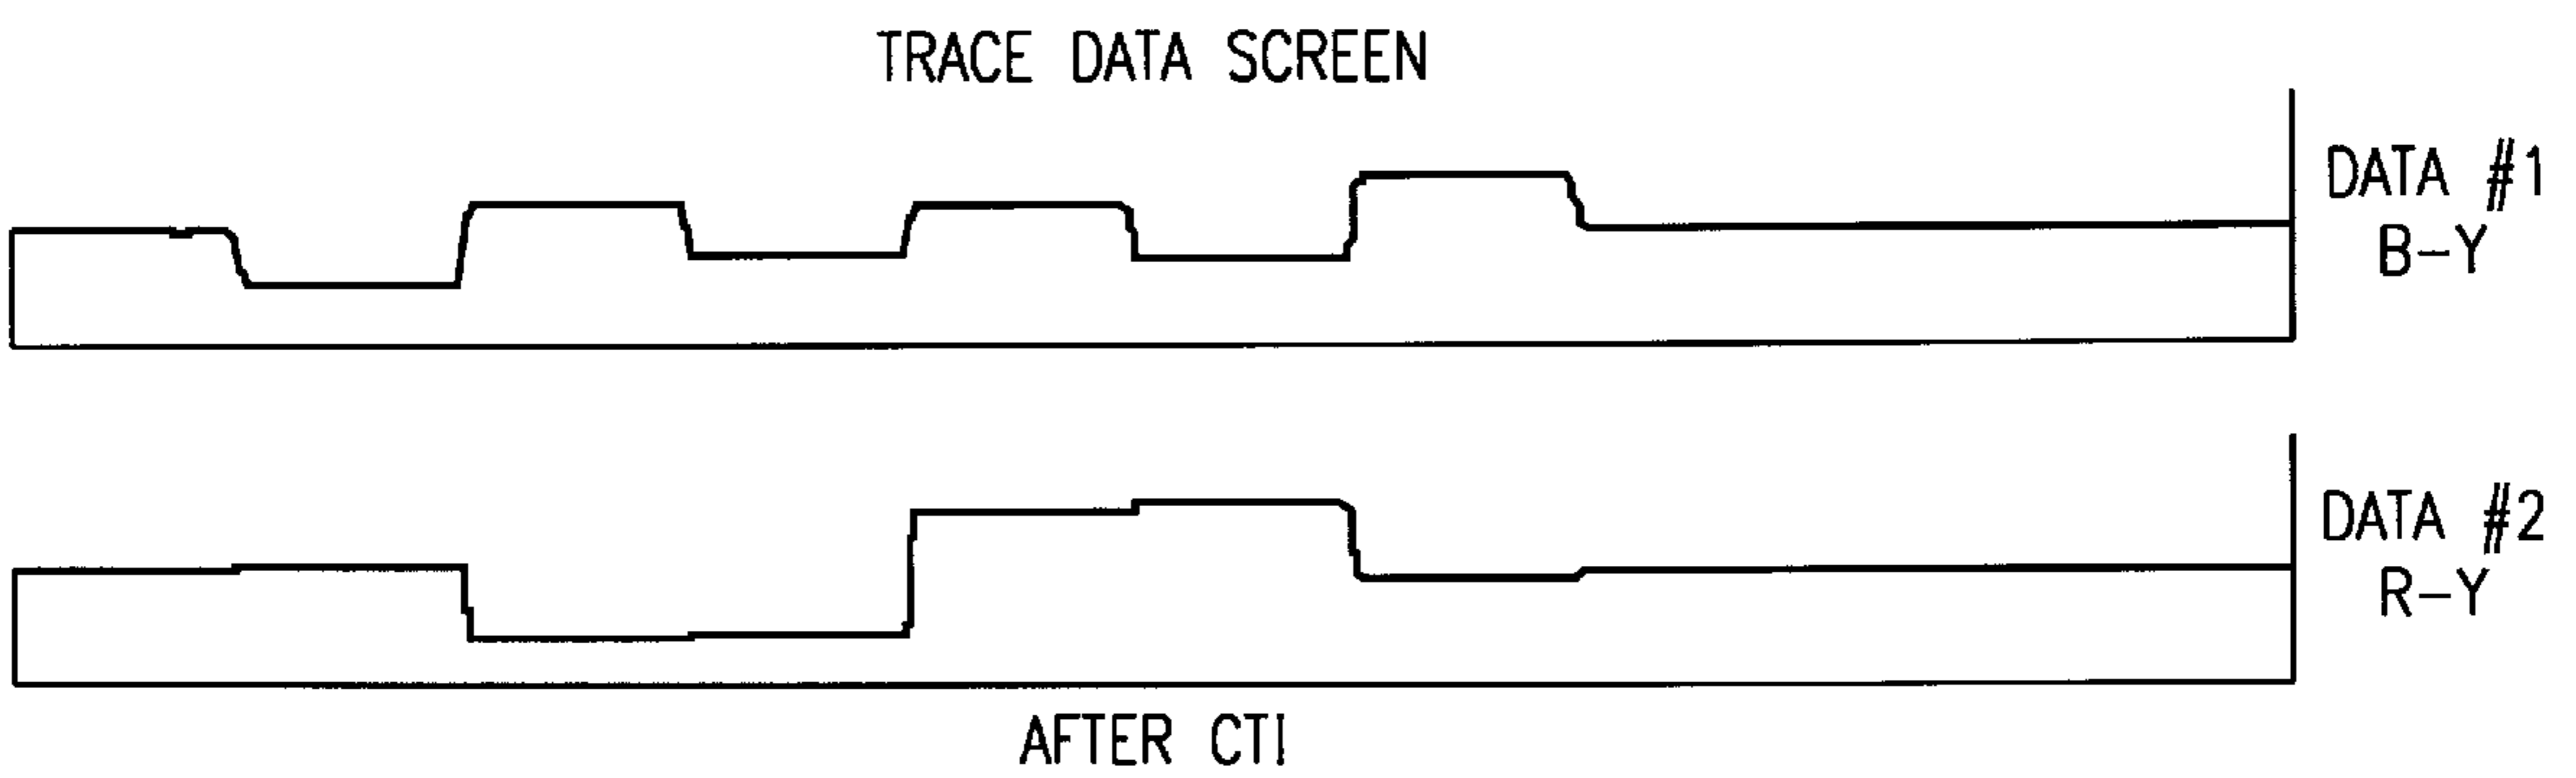 TRACE DATA SCREEN
DATA #1
B-Y
DATA #2
R-Y
AFTER CTI